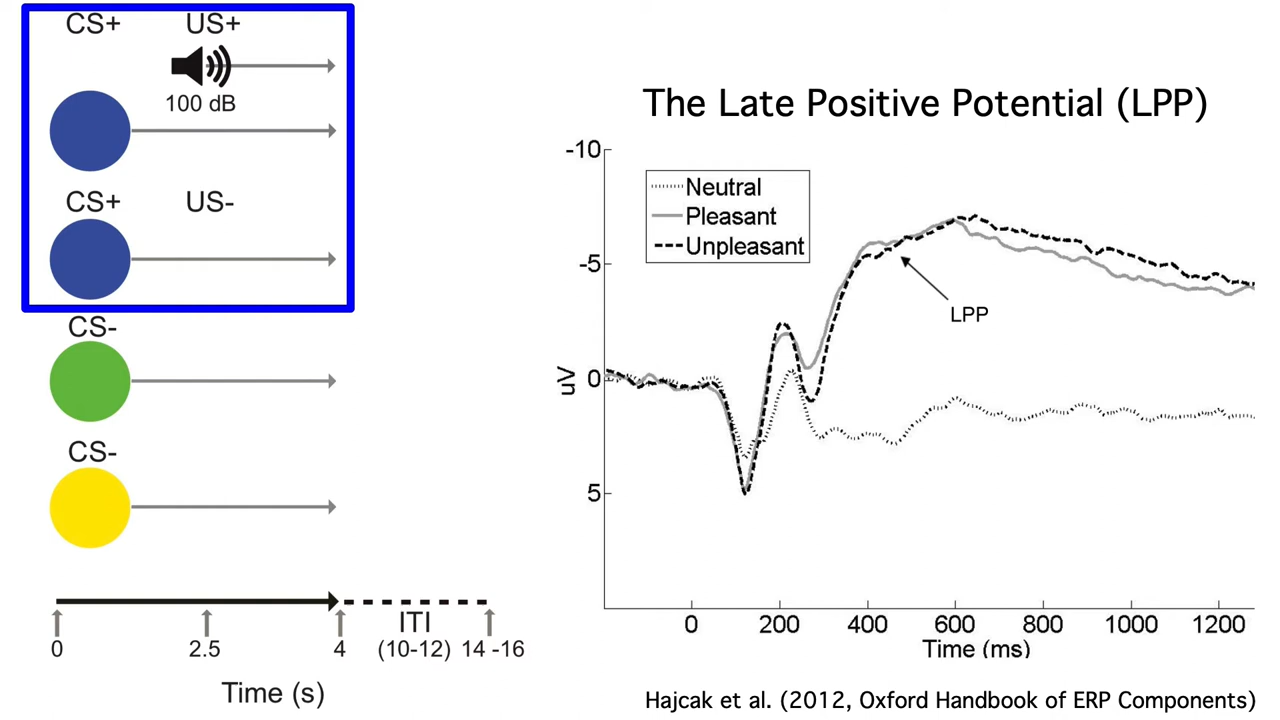 CS+ US+
100 dB
CS+ US-
CS-
CS-
0 2.5 4 ITI (10-12) 14 -16
Time (s)
The Late Positive Potential (LPP)
-10
-5
0
5
uV
Neutral
Pleasant
Unpleasant
LPP
0 200 400 600 800 1000 1200
Time (ms)
Hajcak et al. (2012, Oxford Handbook of ERP Components)